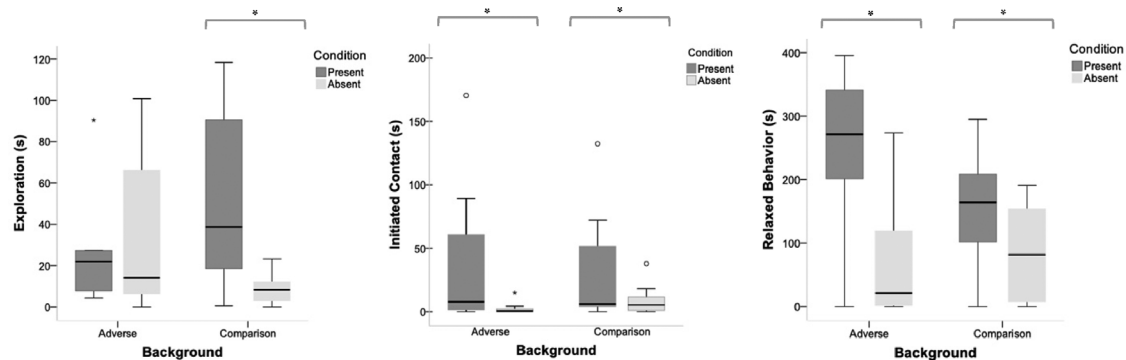 *
Exploration (s)
120
100
80
60
40
20
0
*
Condition
Present
Absent
Adverse
Comparison
Background
*
*
Initiated Contact (s)
200
150
100
50
0
*
Condition
Present
Absent
Adverse
Comparison
Background
*
*
Relaxed Behavior (s)
400
300
200
100
0
Condition
Present
Absent
Adverse
Comparison
Background